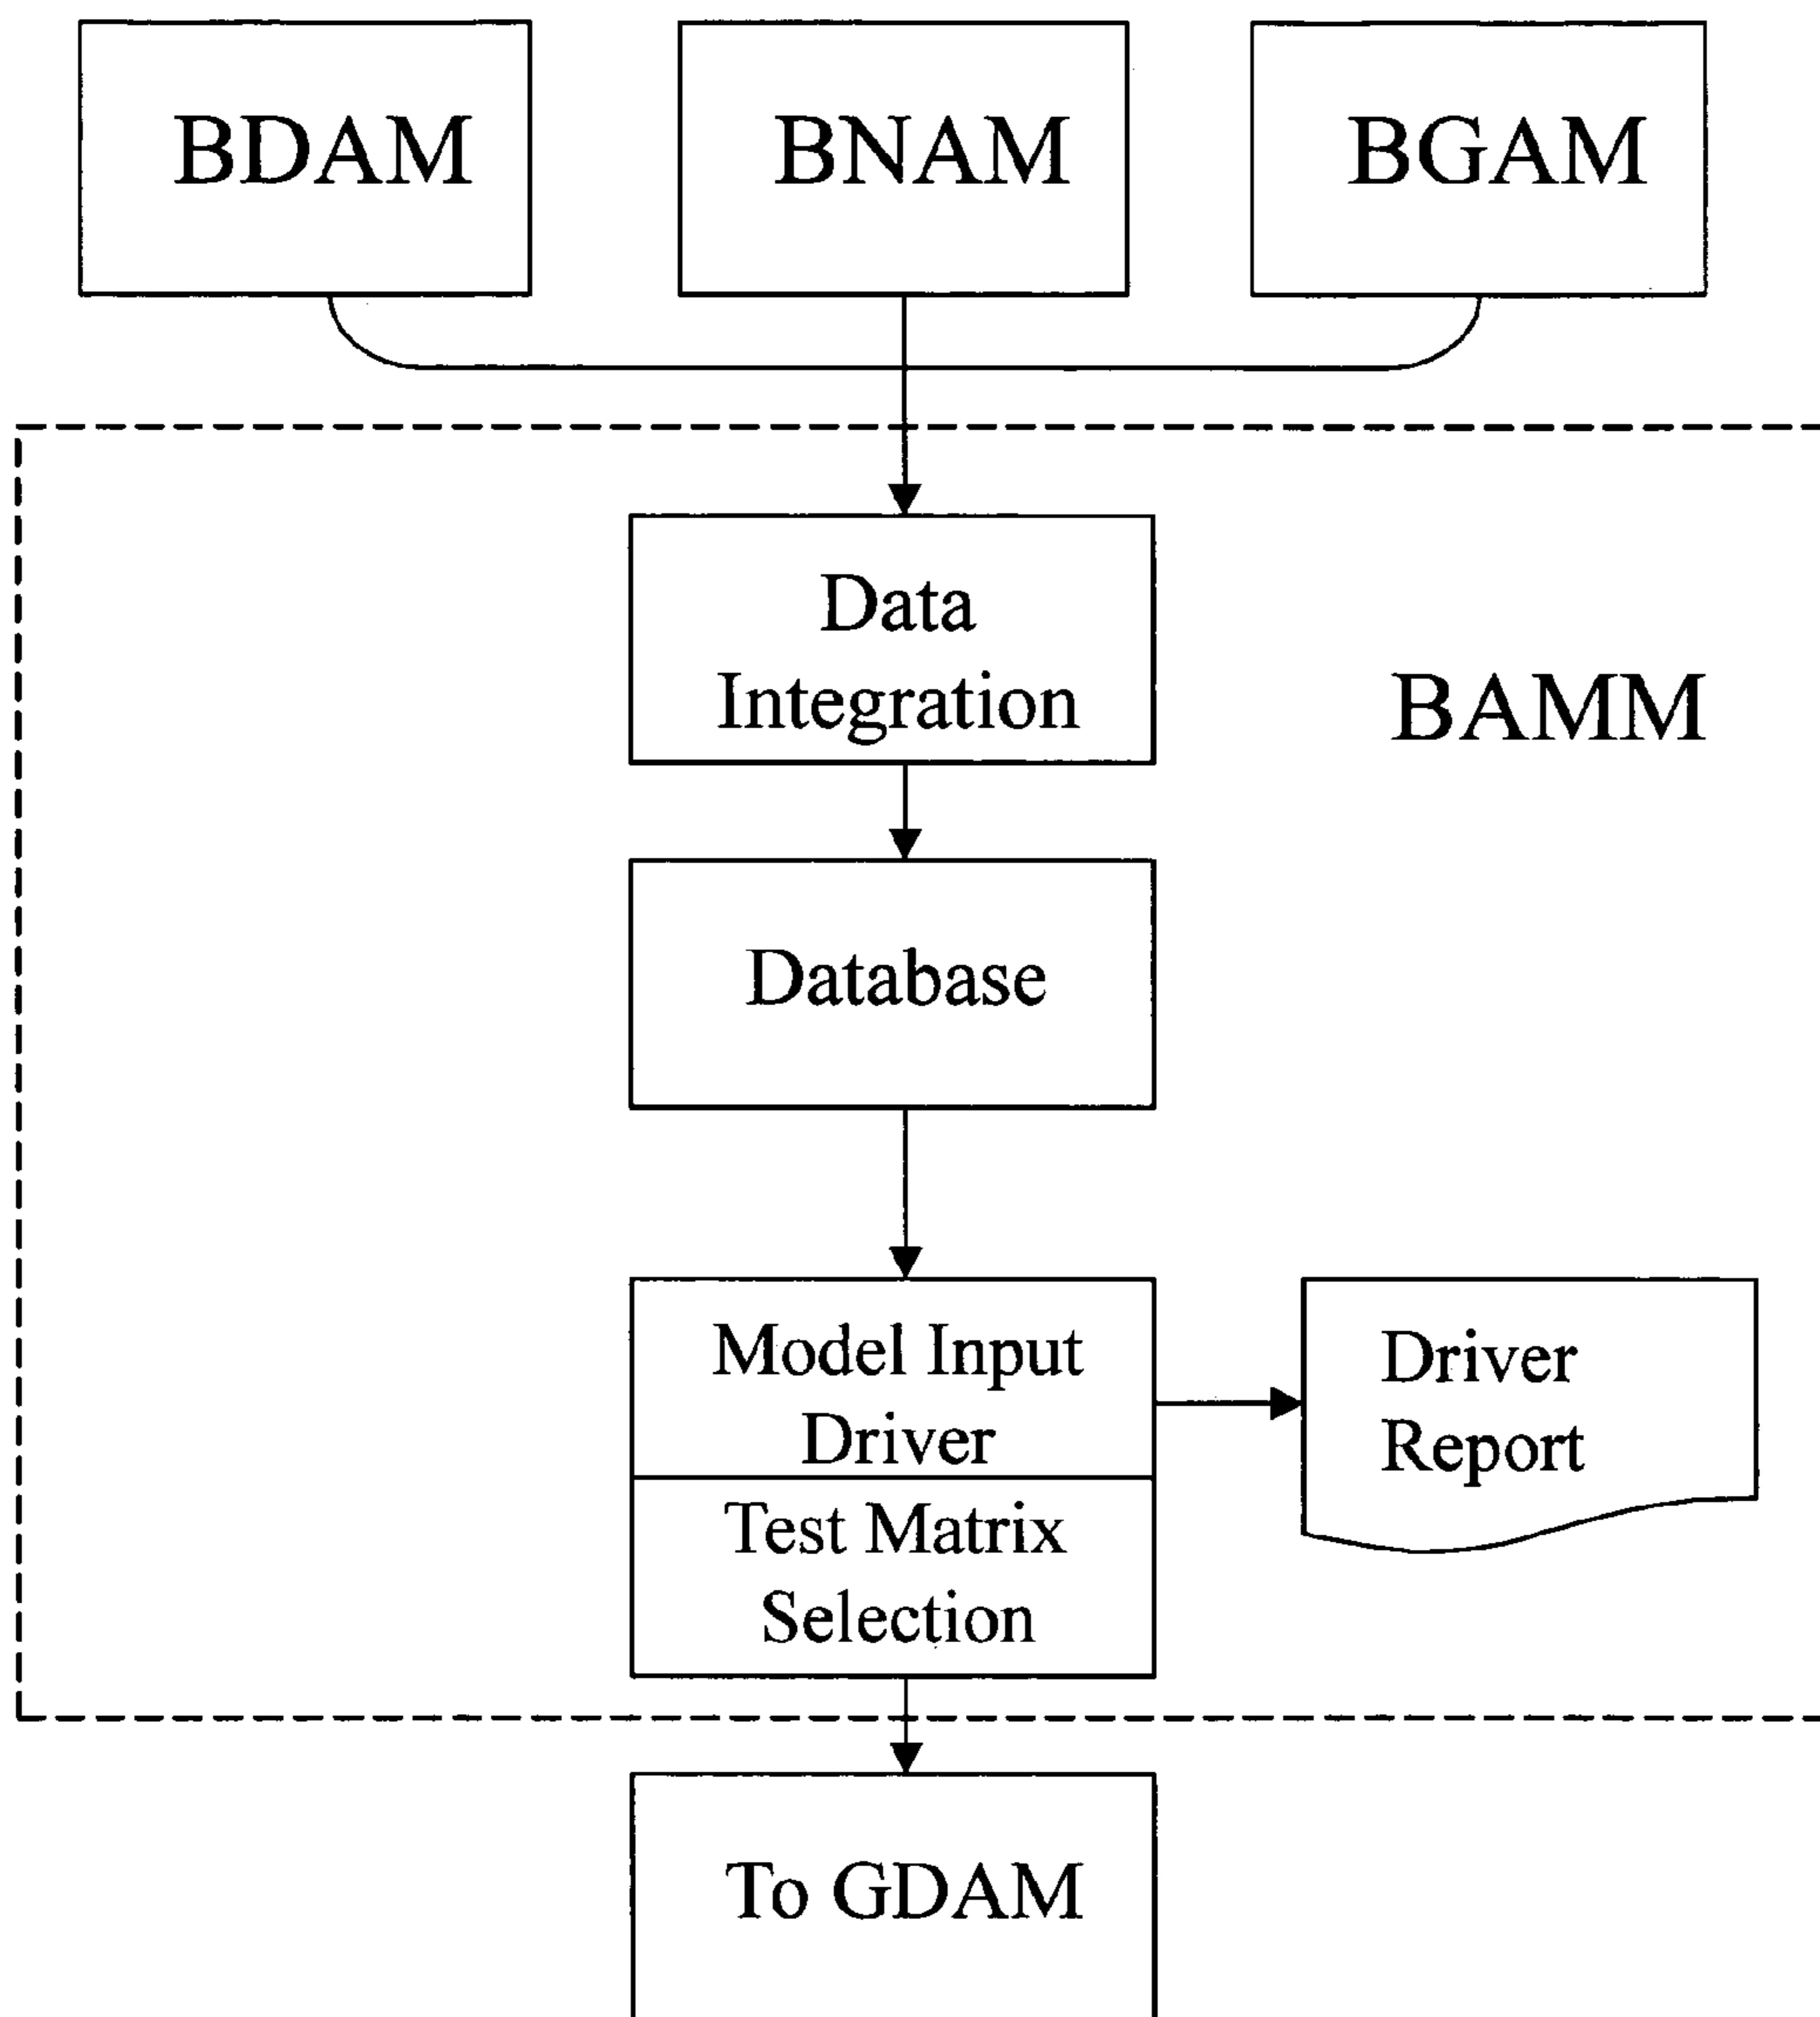 BDAM
BNAM
BGAM
Data
Integration
BAMM
Database
Model Input
Driver
Driver
Report
Test Matrix
Selection
To GDAM